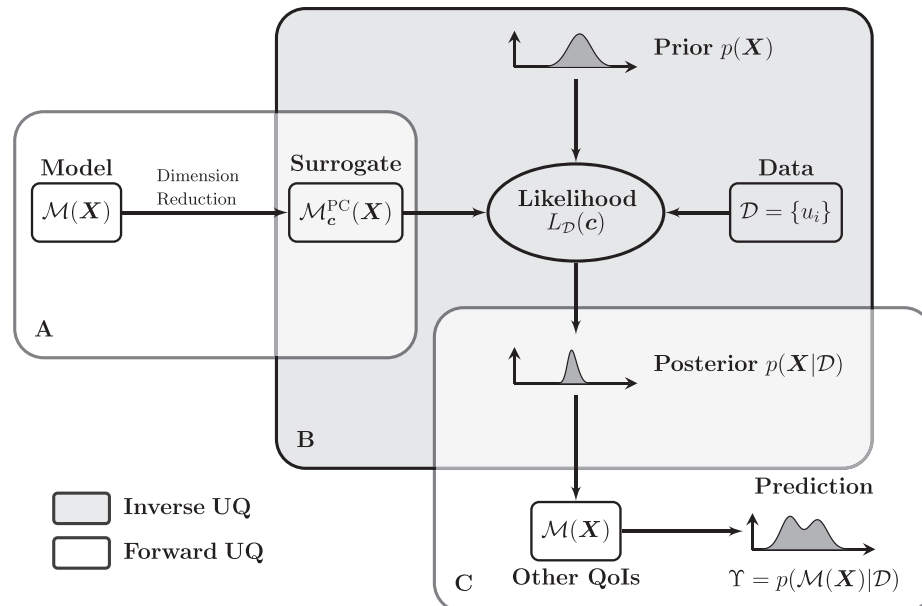 Prior p(X)
Model
Dimension
Reduction
Surrogate
Likelihood
Data
M(X)
M_c^PC(X)
L_D(c)
D = {u_i}
A
Posterior p(X|D)
B
Prediction
Inverse UQ
M(X)
Forward UQ
C
Other QoIs
Υ = p(M(X)|D)